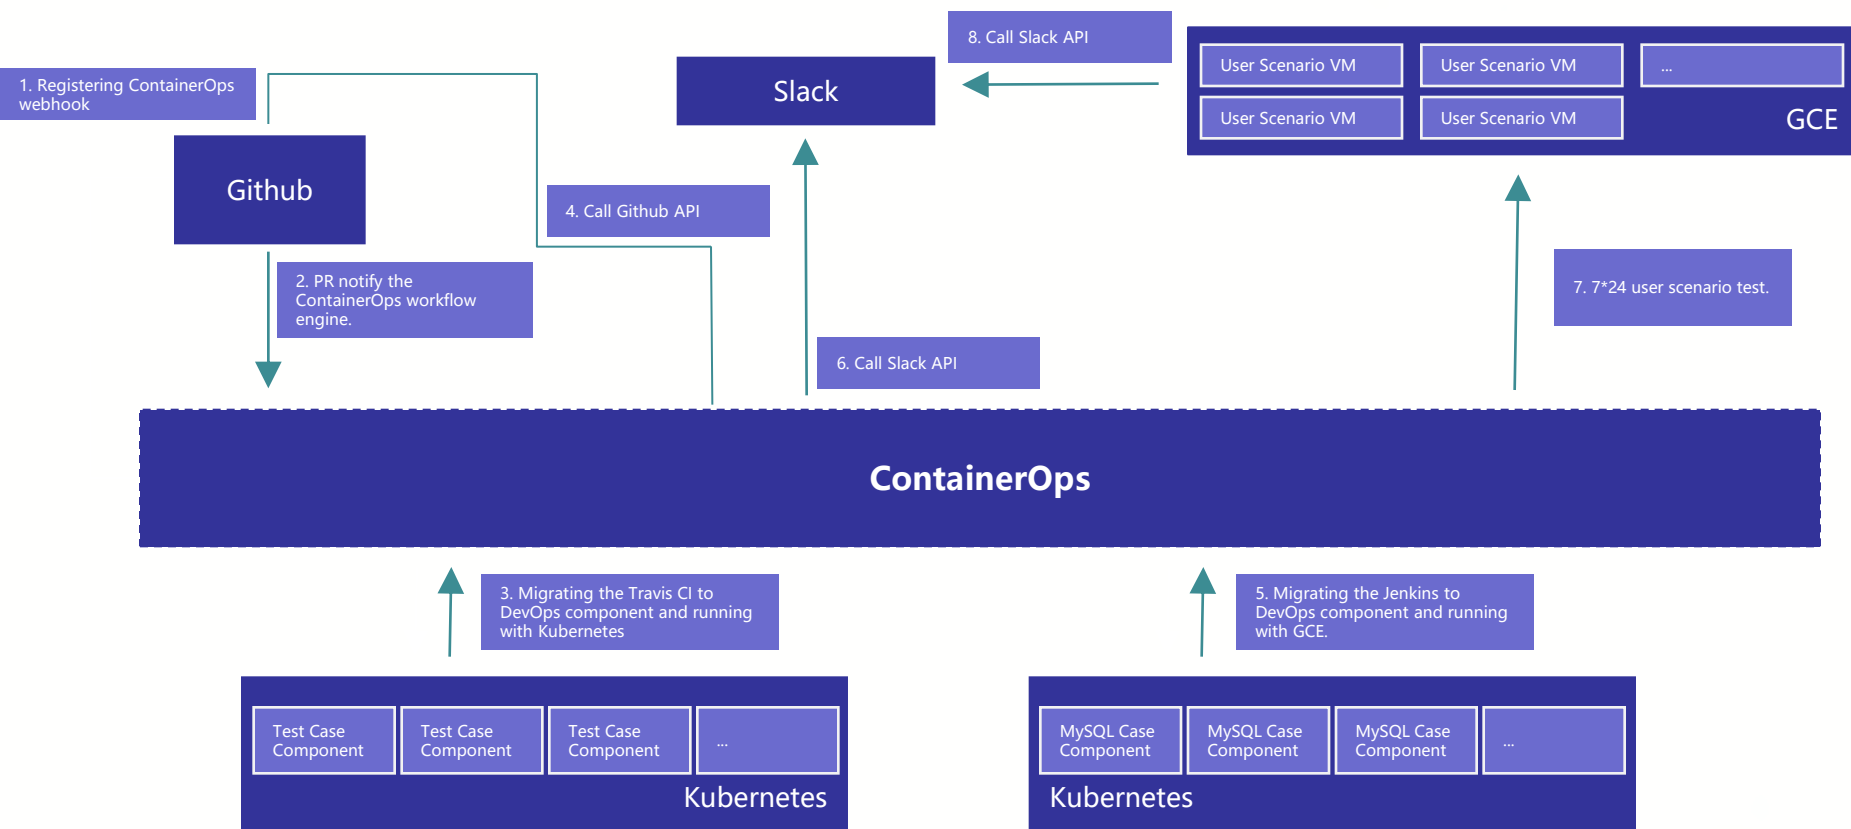 8. Call Slack API
1. Registering ContainerOps
webhook
Slack
User Scenario VM
User Scenario VM
...
User Scenario VM
User Scenario VM
GCE
Github
4. Call Github API
2. PR notify the
ContainerOps workflow
engine.
7. 7*24 user scenario test.
6. Call Slack API
ContainerOps
3. Migrating the Travis CI to
DevOps component and running
with Kubernetes
5. Migrating the Jenkins to
DevOps component and running
with GCE.
Test Case
Component
Test Case
Component
Test Case
Component
...
Kubernetes
MySQL Case
Component
MySQL Case
Component
MySQL Case
Component
...
Kubernetes